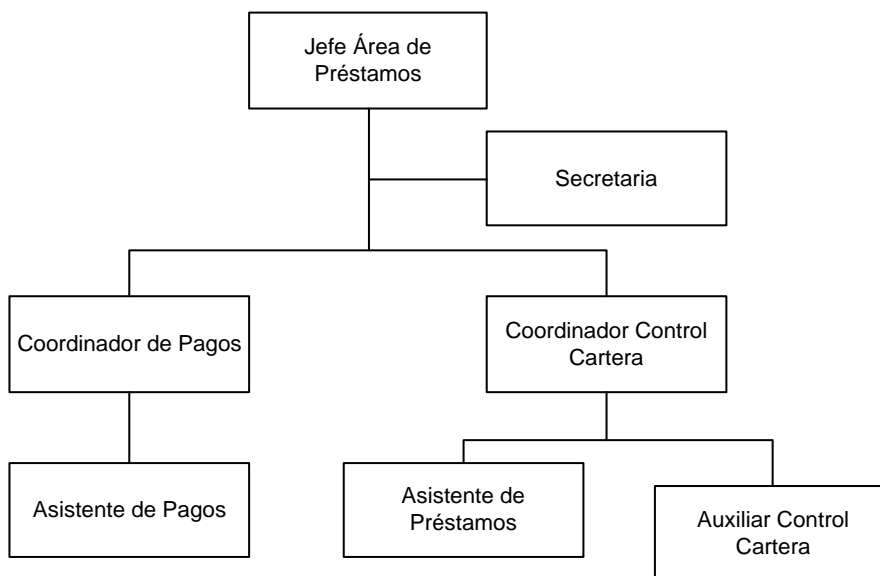 Jefe Área de
Préstamos
Secretaria
Coordinador de Pagos
Coordinador Control
Cartera
Asistente de Pagos
Asistente de
Préstamos
Auxiliar Control
Cartera